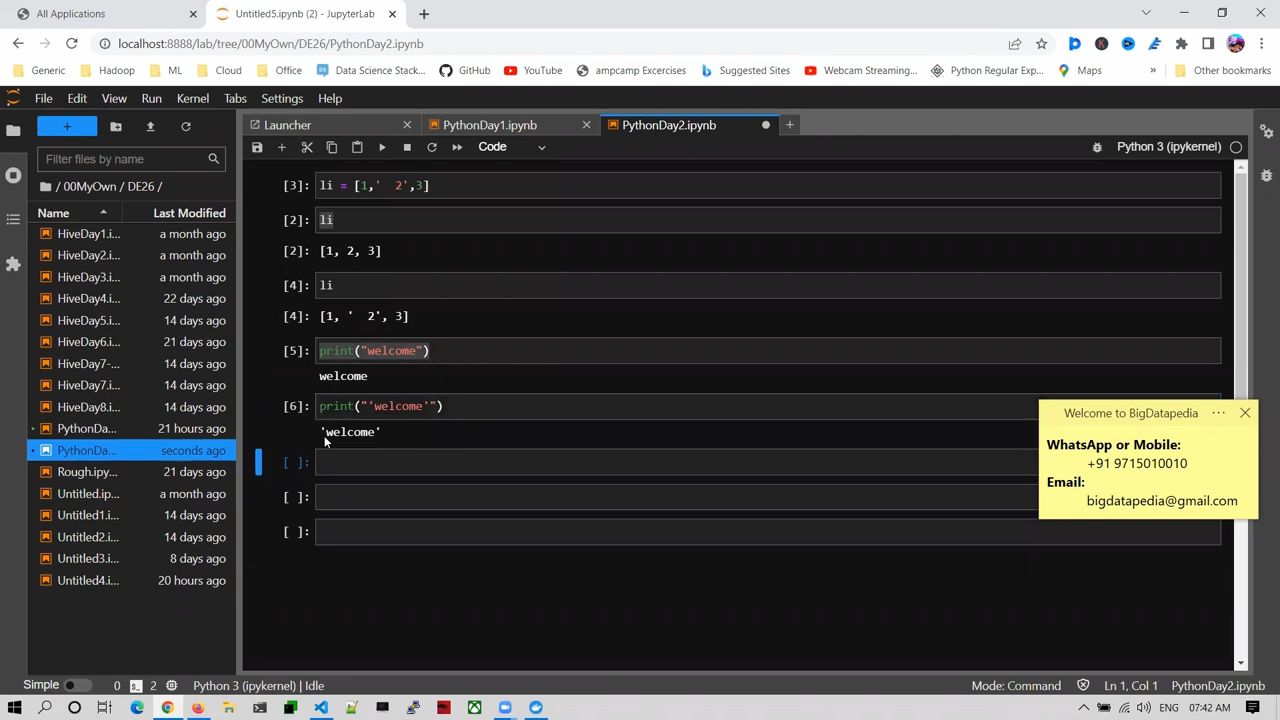 All Applications
Untitled5.ipynb (2) - JupyterLab
localhost:8888/lab/tree/00MyOwn/DE26/PythonDay2.ipynb
Generic Hadoop ML Cloud Office Data Science Stack... GitHub YouTube ampcamp Excercises Suggested Sites Webcam Streaming... Python Regular Exp... Maps » Other bookmarks
File Edit View Run Kernel Tabs Settings Help
Launcher PythonDay1.ipynb PythonDay2.ipynb
Code Python 3 (ipykernel)
Filter files by name
/ 00MyOwn / DE26 /
Name Last Modified
HiveDay1.i... a month ago
HiveDay2.i... a month ago
HiveDay3.i... a month ago
HiveDay4.i... 22 days ago
HiveDay5.i... 14 days ago
HiveDay6.i... 21 days ago
HiveDay7-... 14 days ago
HiveDay7.i... 14 days ago
HiveDay8.i... 14 days ago
PythonDa... 21 hours ago
PythonDa... seconds ago
Rough.ipy... 21 days ago
Untitled.ip... a month ago
Untitled1.i... 14 days ago
Untitled2.i... 14 days ago
Untitled3.i... 8 days ago
Untitled4.i... 20 hours ago
[3]: li = [1,'  2',3]
[2]: li
[2]: [1, 2, 3]
[4]: li
[4]: [1, '  2', 3]
[5]: print("welcome")
welcome
[6]: print("'welcome'")
'welcome'
[ ]:
[ ]:
[ ]:
Welcome to BigDatapedia
WhatsApp or Mobile:
+91 9715010010
Email:
bigdatapedia@gmail.com
Simple 0 2 Python 3 (ipykernel) | Idle Mode: Command Ln 1, Col 1 PythonDay2.ipynb
ENG 07:42 AM